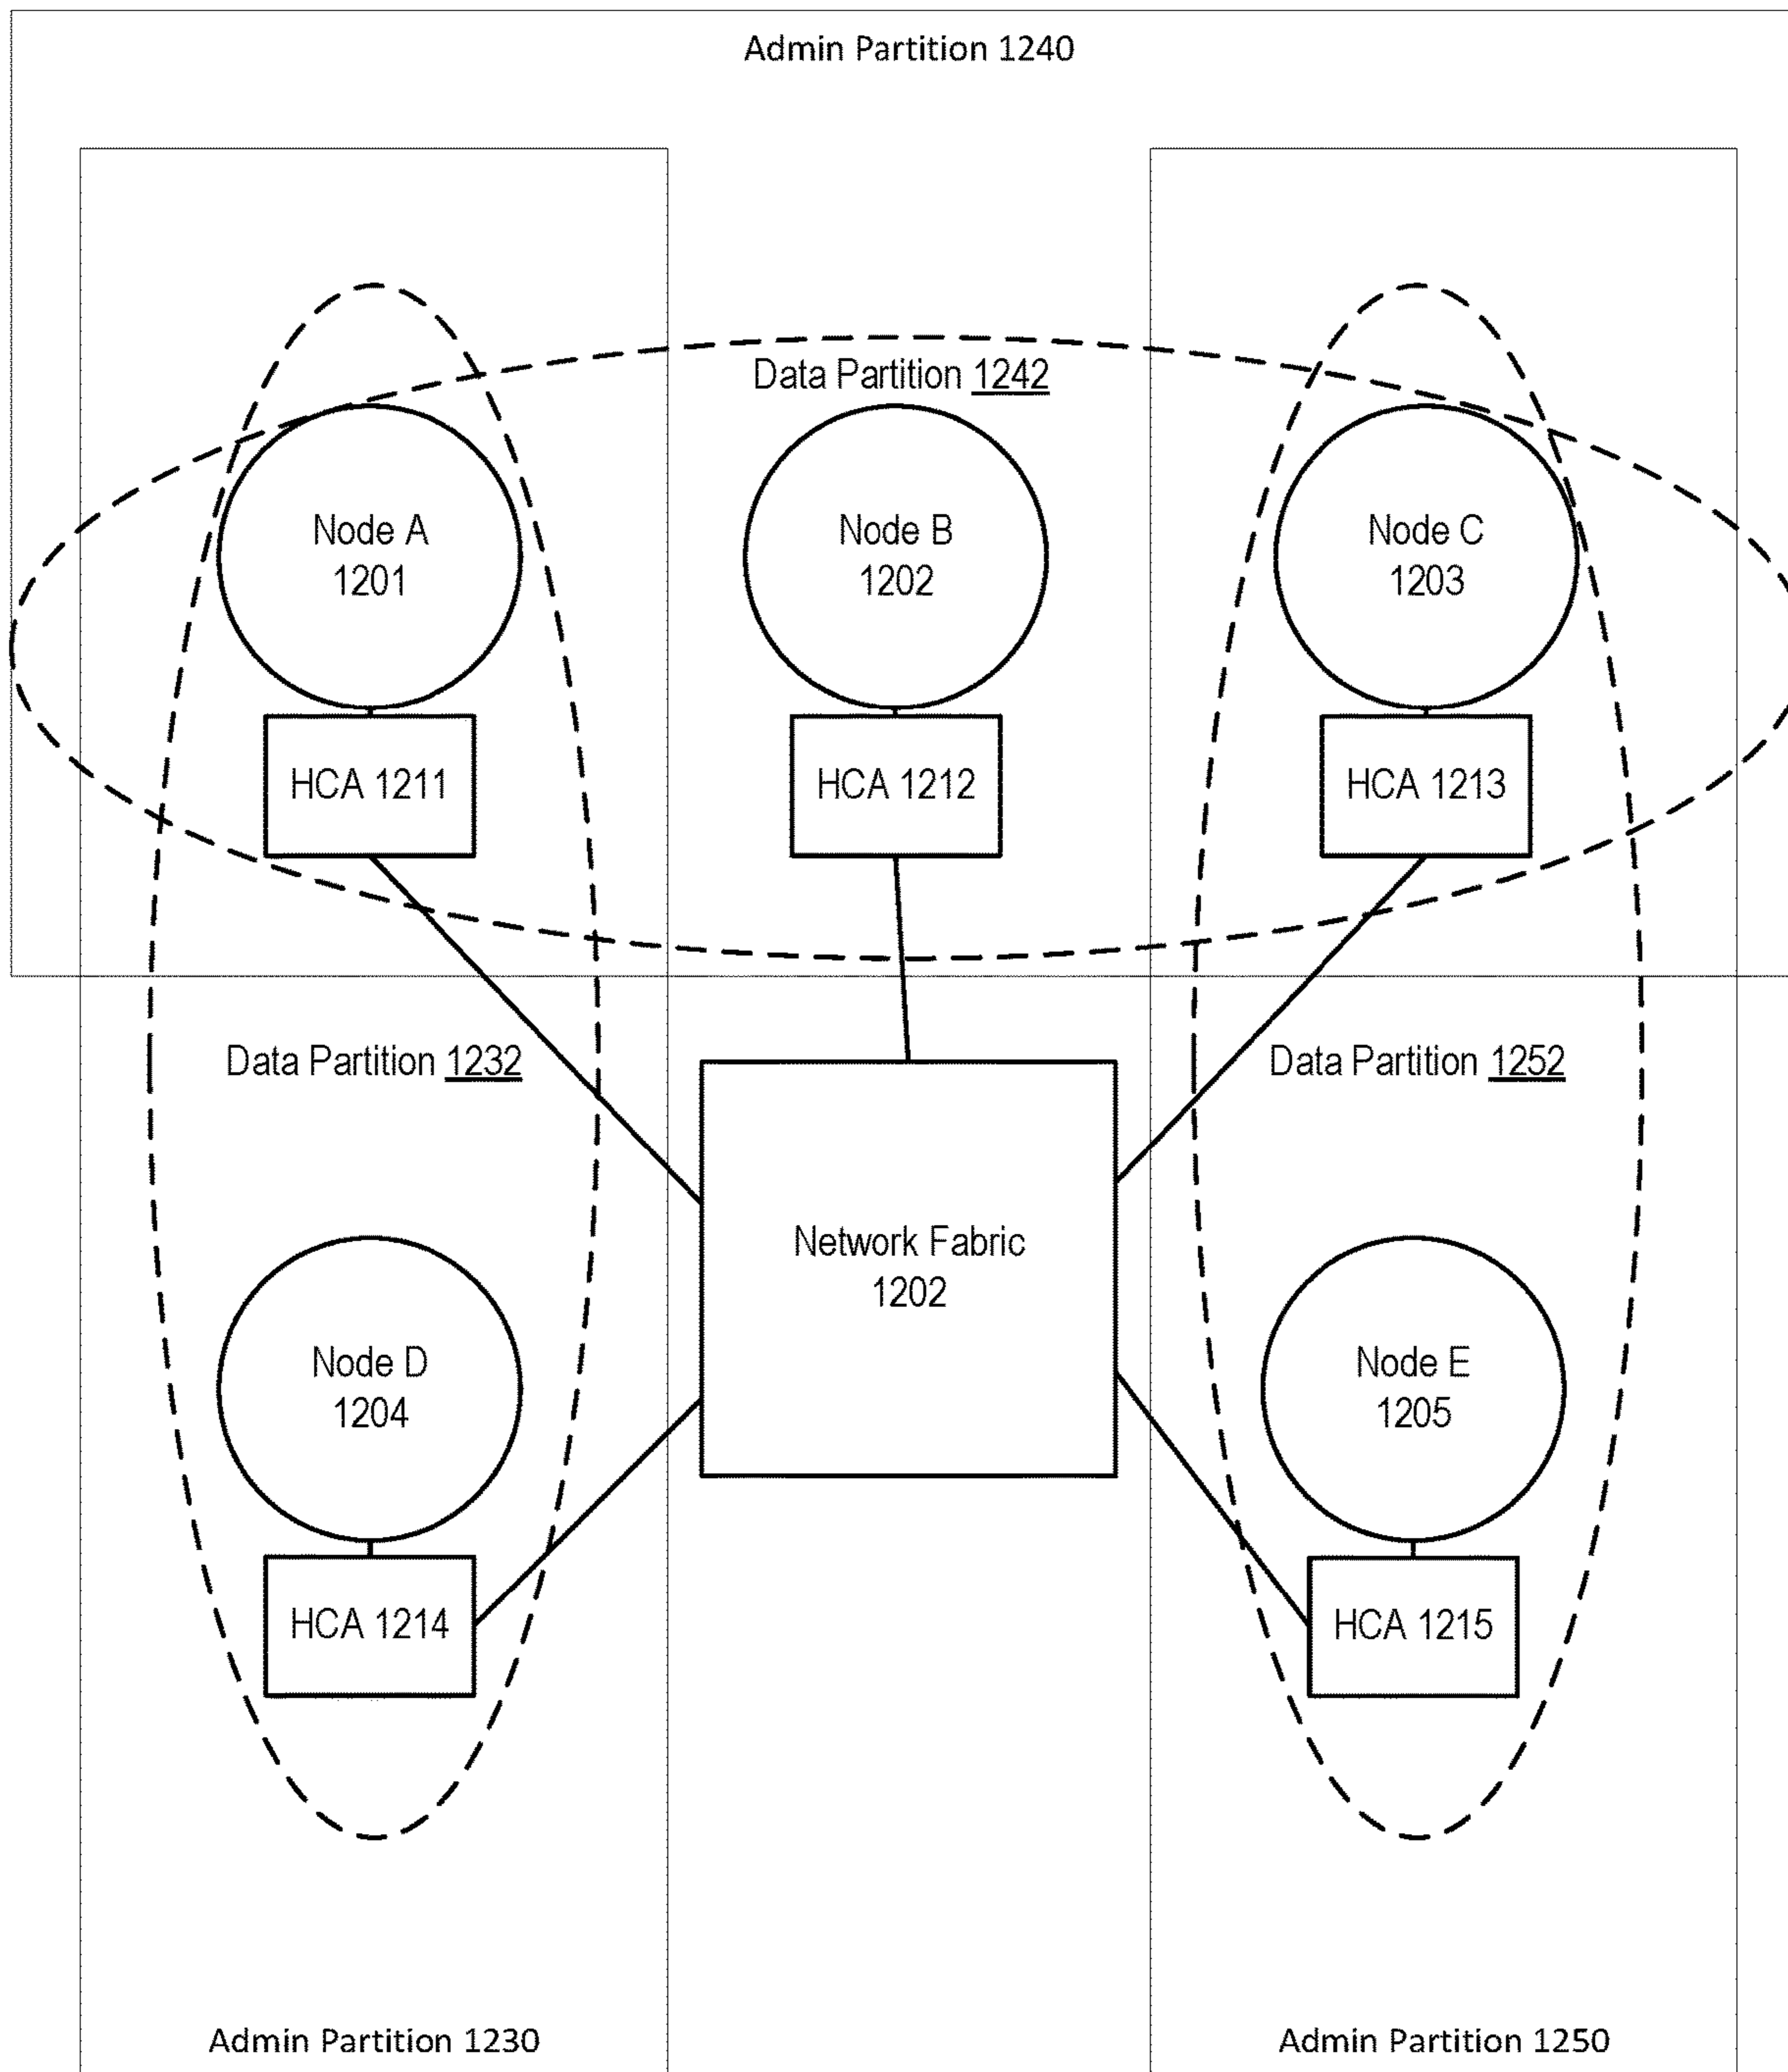 Admin Partition 1240
Data Partition 1242
Node A
1201
Node B
1202
Node C
1203
HCA 1211
HCA 1212
HCA 1213
Data Partition 1232
Data Partition 1252
Network Fabric
1202
Node D
1204
Node E
1205
HCA 1214
HCA 1215
Admin Partition 1230
Admin Partition 1250